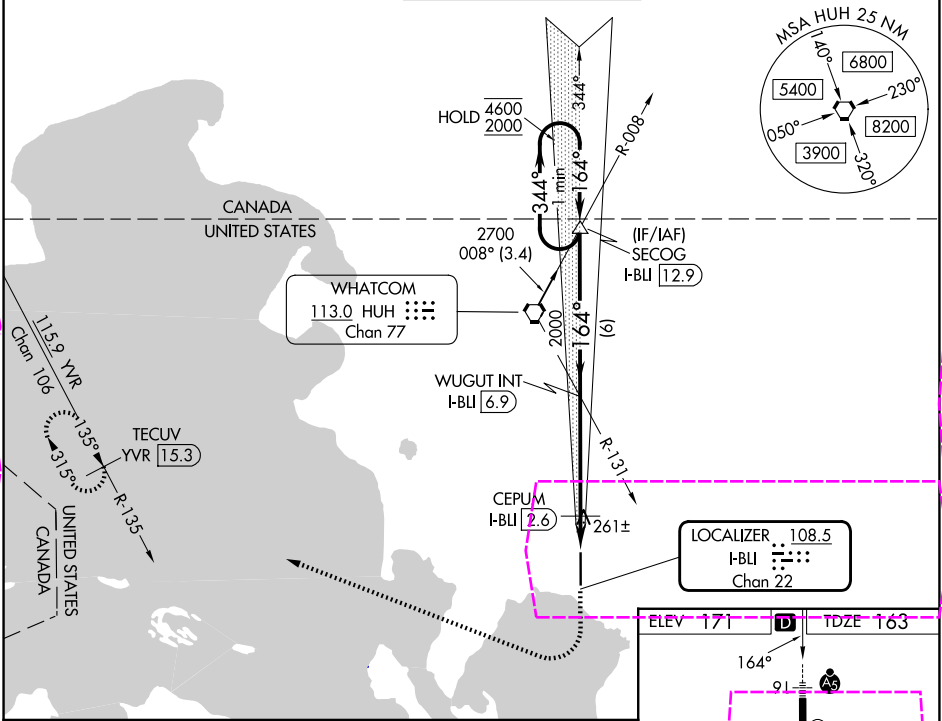 MSA HUH 25 NM
140°
6800
5400
230°
050°
8200
3900
320°
HOLD 4600
2000
344°
R-008
344°
1 min
164°
CANADA
UNITED STATES
2700
008° (3.4)
(IF/IAF)
SECOG
I-BLI 12.9
WHATCOM
113.0 HUH
Chan 77
2000
164°
(6)
115.9 YVR
Chan 106
WUGUT INT
I-BLI 6.9
135°
TECUV
YVR 15.3
315°
R-135
R-131
UNITED STATES
CANADA
CEPUM
I-BLI 2.6
261±
LOCALIZER 108.5
I-BLI
Chan 22
ELEV 171 D TDZE 163
164°
16
A5